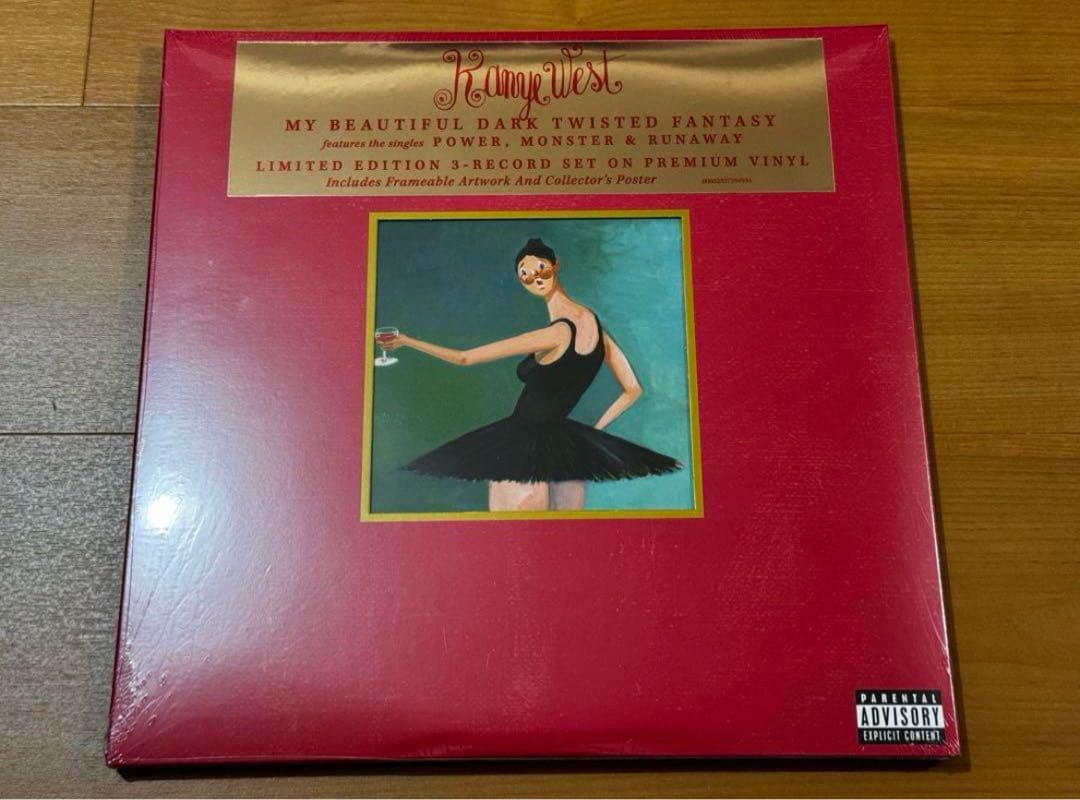 Kanye West
MY BEAUTIFUL DARK TWISTED FANTASY
features the singles POWER, MONSTER & RUNAWAY
LIMITED EDITION 3-RECORD SET ON PREMIUM VINYL
Includes Frameable Artwork And Collector's Poster
PARENTAL
ADVISORY
EXPLICIT CONTENT